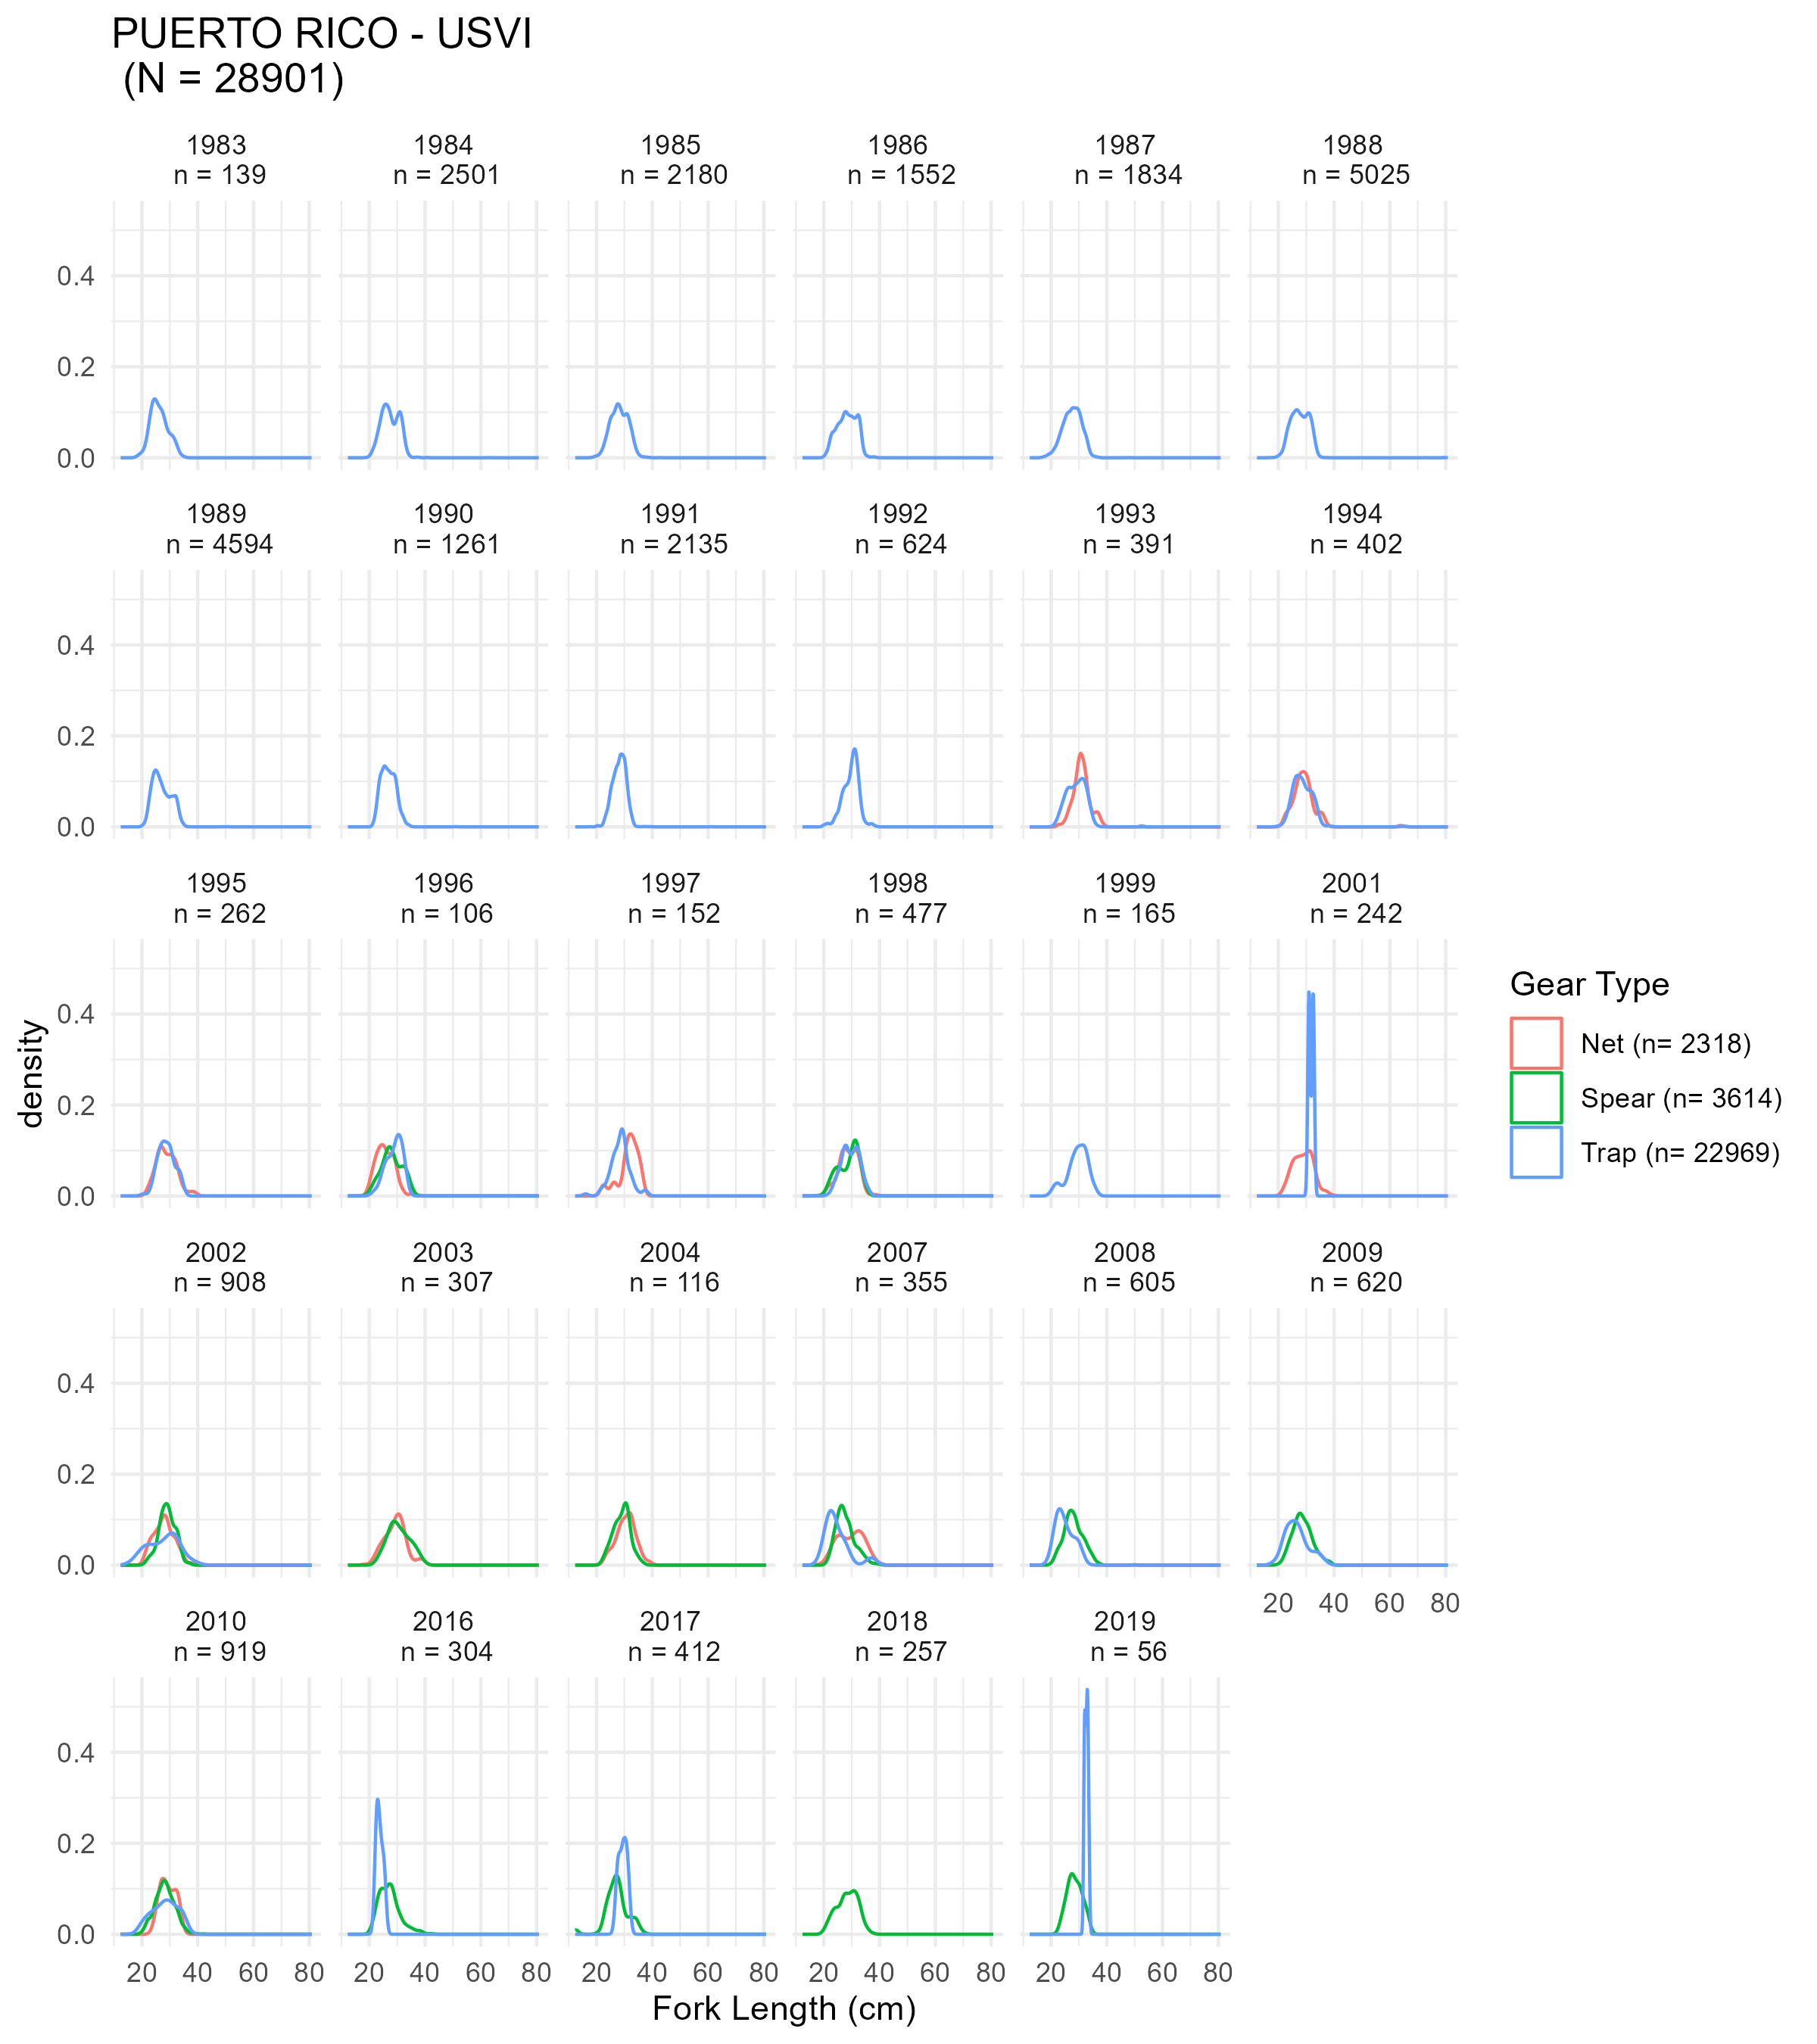 PUERTO RICO - USVI
(N = 28901)
1983 1984 1985 1986 1987 1988
n = 139 n = 2501 n = 2180 n = 1552 n = 1834 n = 5025
0.4
0.2
0.0
1989 1990 1991 1992 1993 1994
n = 4594 n = 1261 n = 2135 n = 624 n = 391 n = 402
0.4
0.2
0.0
1995 1996 1997 1998 1999 2001
n = 262 n = 106 n = 152 n = 477 n = 165 n = 242
0.4
0.2
0.0
2002 2003 2004 2007 2008 2009
n = 908 n = 307 n = 116 n = 355 n = 605 n = 620
0.4
0.2
0.0
20 40 60 80
2010 2016 2017 2018 2019
n = 919 n = 304 n = 412 n = 257 n = 56
0.4
0.2
0.0
20 40 60 80 20 40 60 80 20 40 60 80 20 40 60 80 20 40 60 80
Fork Length (cm)
density
Gear Type
Net (n= 2318)
Spear (n= 3614)
Trap (n= 22969)